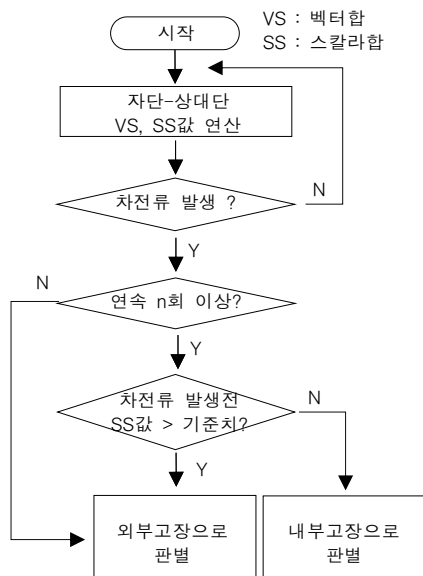 시작
VS : 벡터합
SS : 스칼라합
자단-상대단
VS, SS값 연산
차전류 발생 ?
N
Y
연속 n회 이상?
N
Y
차전류 발생전
SS값 > 기준치?
N
Y
외부고장으로
판별
내부고장으로
판별